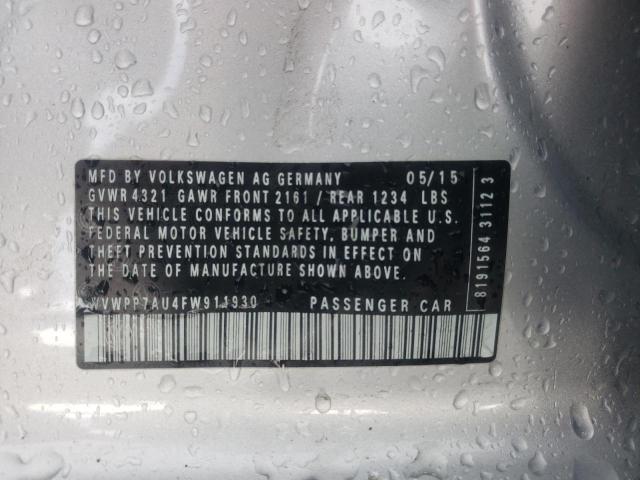 MFD BY VOLKSWAGEN AG GERMANY 05/15
GVWR 4321 GAWR FRONT 2161 / REAR 1234 LBS
THIS VEHICLE CONFORMS TO ALL APPLICABLE U.S.
FEDERAL MOTOR VEHICLE SAFETY, BUMPER AND
THEFT PREVENTION STANDARDS IN EFFECT ON THE
DATE OF MANUFACTURE SHOWN ABOVE.
WVWPP7AU4FW911930 PASSENGER CAR
8191564 31112 3